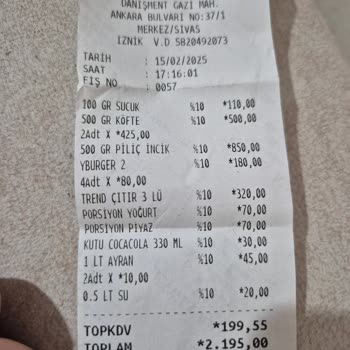 DANIŞMENT GAZİ MAH.
ANKARA BULVARI NO:37/1
MERKEZ/SİVAS
İZNİK V.D 5820492073
TARİH : 15/02/2025
SAAT : 17:16:01
FİŞ NO : 0057
100 GR SUCUK %10 *110,00
500 GR KÖFTE %10 *500,00
2Adt X *425,00
500 GR PİLİÇ İNCİK %10 *850,00
YBURGER 2 %10 *180,00
4Adt X *80,00
TREND ÇITIR 3 LÜ %10 *320,00
PORSİYON YOĞURT %10 *70,00
PORSİYON PİYAZ %10 *70,00
KUTU COCACOLA 330 ML %10 *30,00
1 LT AYRAN %10 *45,00
2Adt X *10,00
0.5 LT SU %10 *20,00
TOPKDV *199,55
TOPLAM *2.195,00